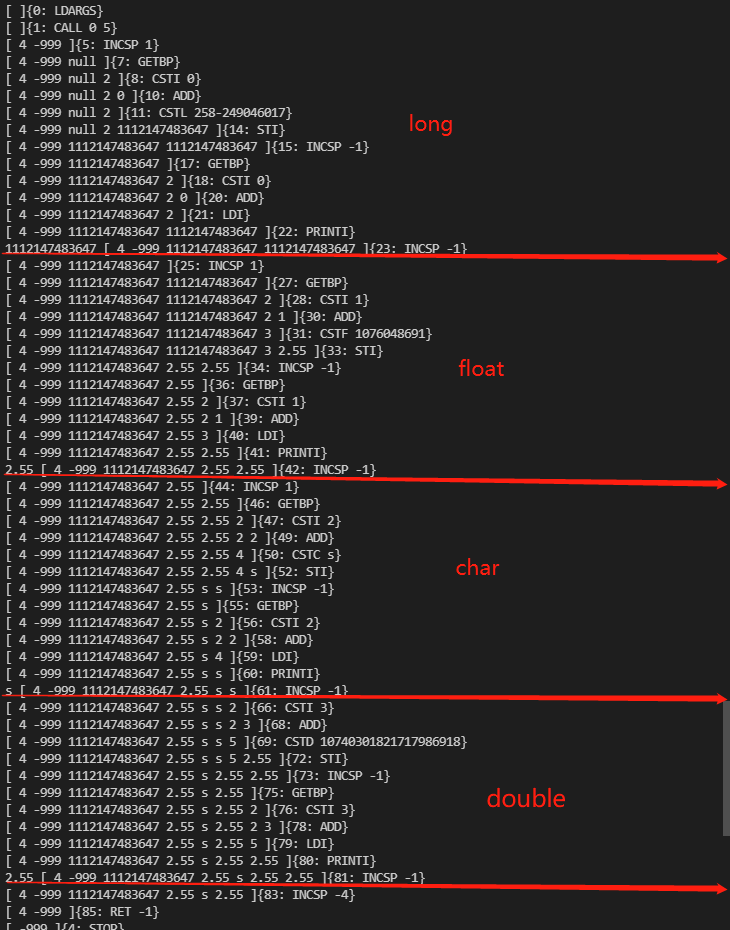 [ ]{0: LDARGS}
[ ]{1: CALL 0 5}
[ 4 -999 ]{5: INCSP 1}
[ 4 -999 null ]{7: GETBP}
[ 4 -999 null 2 ]{8: CSTI 0}
[ 4 -999 null 2 0 ]{10: ADD}
[ 4 -999 null 2 ]{11: CSTL 258-249046017}
[ 4 -999 null 2 1112147483647 ]{14: STI}
long
[ 4 -999 1112147483647 1112147483647 ]{15: INCSP -1}
[ 4 -999 1112147483647 ]{17: GETBP}
[ 4 -999 1112147483647 2 ]{18: CSTI 0}
[ 4 -999 1112147483647 2 0 ]{20: ADD}
[ 4 -999 1112147483647 2 ]{21: LDI}
[ 4 -999 1112147483647 1112147483647 ]{22: PRINTI}
1112147483647 [ 4 -999 1112147483647 1112147483647 ]{23: INCSP -1}
[ 4 -999 1112147483647 ]{25: INCSP 1}
[ 4 -999 1112147483647 1112147483647 ]{27: GETBP}
[ 4 -999 1112147483647 1112147483647 2 ]{28: CSTI 1}
[ 4 -999 1112147483647 1112147483647 2 1 ]{30: ADD}
[ 4 -999 1112147483647 1112147483647 3 ]{31: CSTF 1076048691}
[ 4 -999 1112147483647 1112147483647 3 2.55 ]{33: STI}
[ 4 -999 1112147483647 2.55 2.55 ]{34: INCSP -1}
float
[ 4 -999 1112147483647 2.55 ]{36: GETBP}
[ 4 -999 1112147483647 2.55 2 ]{37: CSTI 1}
[ 4 -999 1112147483647 2.55 2 1 ]{39: ADD}
[ 4 -999 1112147483647 2.55 3 ]{40: LDI}
[ 4 -999 1112147483647 2.55 2.55 ]{41: PRINTI}
2.55 [ 4 -999 1112147483647 2.55 2.55 ]{42: INCSP -1}
[ 4 -999 1112147483647 2.55 ]{44: INCSP 1}
[ 4 -999 1112147483647 2.55 2.55 ]{46: GETBP}
[ 4 -999 1112147483647 2.55 2.55 2 ]{47: CSTI 2}
[ 4 -999 1112147483647 2.55 2.55 2 2 ]{49: ADD}
[ 4 -999 1112147483647 2.55 2.55 4 ]{50: CSTC s}
[ 4 -999 1112147483647 2.55 2.55 4 s ]{52: STI}
char
[ 4 -999 1112147483647 2.55 s s ]{53: INCSP -1}
[ 4 -999 1112147483647 2.55 s ]{55: GETBP}
[ 4 -999 1112147483647 2.55 s 2 ]{56: CSTI 2}
[ 4 -999 1112147483647 2.55 s 2 2 ]{58: ADD}
[ 4 -999 1112147483647 2.55 s 4 ]{59: LDI}
[ 4 -999 1112147483647 2.55 s s ]{60: PRINTI}
s [ 4 -999 1112147483647 2.55 s s ]{61: INCSP -1}
[ 4 -999 1112147483647 2.55 s s 2 ]{66: CSTI 3}
[ 4 -999 1112147483647 2.55 s s 2 3 ]{68: ADD}
[ 4 -999 1112147483647 2.55 s s 5 ]{69: CSTD 10740301821717986918}
[ 4 -999 1112147483647 2.55 s s 5 2.55 ]{72: STI}
[ 4 -999 1112147483647 2.55 s 2.55 2.55 ]{73: INCSP -1}
[ 4 -999 1112147483647 2.55 s 2.55 ]{75: GETBP}
double
[ 4 -999 1112147483647 2.55 s 2.55 2 ]{76: CSTI 3}
[ 4 -999 1112147483647 2.55 s 2.55 2 3 ]{78: ADD}
[ 4 -999 1112147483647 2.55 s 2.55 5 ]{79: LDI}
[ 4 -999 1112147483647 2.55 s 2.55 2.55 ]{80: PRINTI}
2.55 [ 4 -999 1112147483647 2.55 s 2.55 2.55 ]{81: INCSP -1}
[ 4 -999 1112147483647 2.55 s 2.55 ]{83: INCSP -4}
[ 4 -999 ]{85: RET -1}
[ -999 ]{4: STOP}